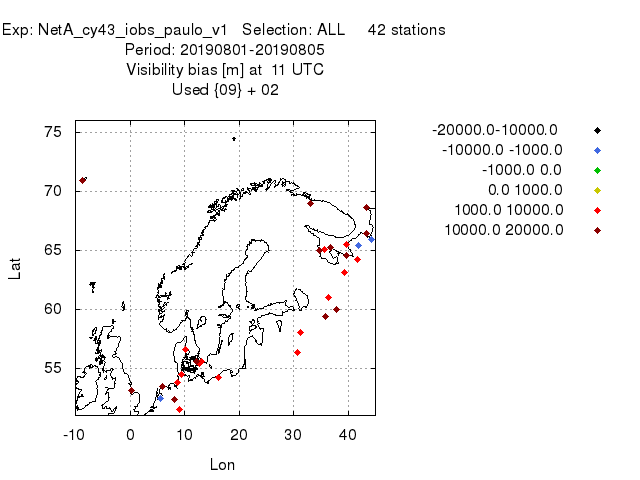 Exp: NetA_cy43_iobs_paulo_v1 Selection: ALL 42 stations
Period: 20190801-20190805
Visibility bias [m] at 11 UTC
Used {09} + 02
75
70
65
60
55
Lat
-10 0 10 20 30 40
Lon
-20000.0-10000.0
-10000.0 -1000.0
-1000.0 0.0
0.0 1000.0
1000.0 10000.0
10000.0 20000.0